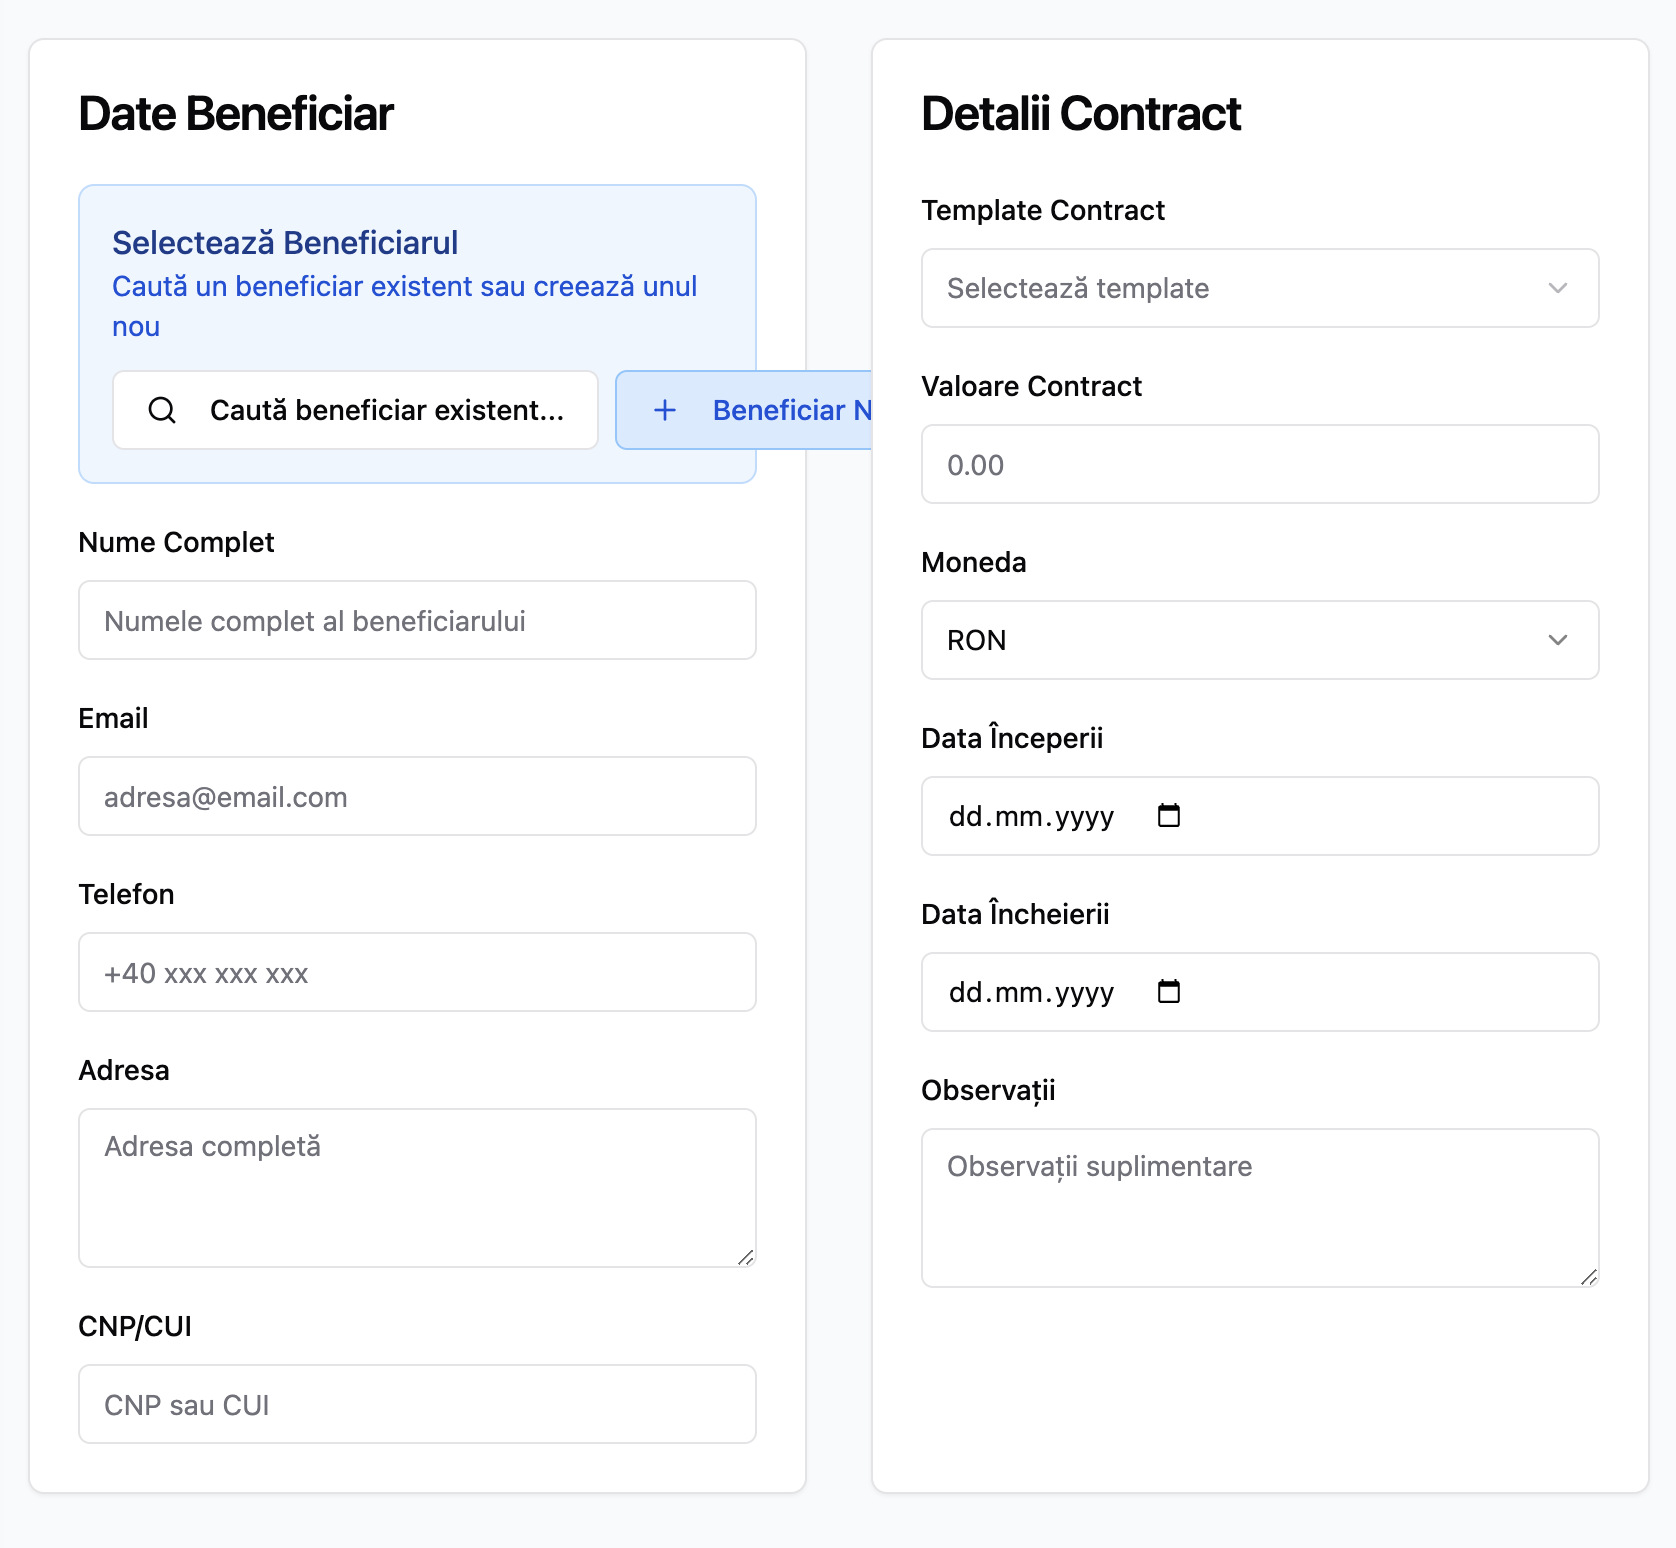 Date Beneficiar
Selectează Beneficiarul
Caută un beneficiar existent sau creează unul
nou
Caută beneficiar existent...
Beneficiar N
Nume Complet
Numele complet al beneficiarului
Email
adresa@email.com
Telefon
+40 xxx xxx xxx
Adresa
Adresa completă
CNP/CUI
CNP sau CUI
Detalii Contract
Template Contract
Selectează template
Valoare Contract
0.00
Moneda
RON
Data Începerii
dd.mm.yyyy
Data Încheierii
dd.mm.yyyy
Observații
Observații suplimentare